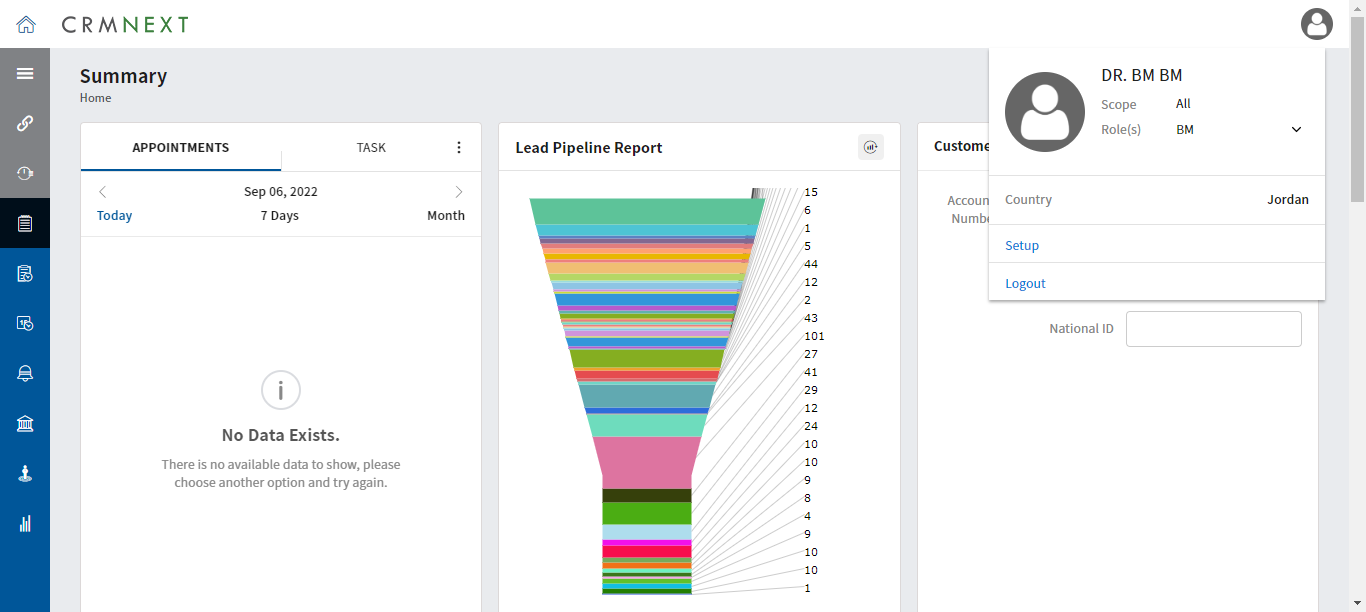 CRMNEXT
Summary
Home
DR. BM BM
Scope All
Role(s) BM
Country Jordan
Setup
Logout
APPOINTMENTS TASK
Sep 06, 2022
Today 7 Days Month
No Data Exists.
There is no available data to show, please
choose another option and try again.
Lead Pipeline Report
15
6
1
5
44
12
2
43
101
27
41
29
12
24
10
10
9
8
4
9
10
10
1
Custome
Accoun
Numbe
National ID